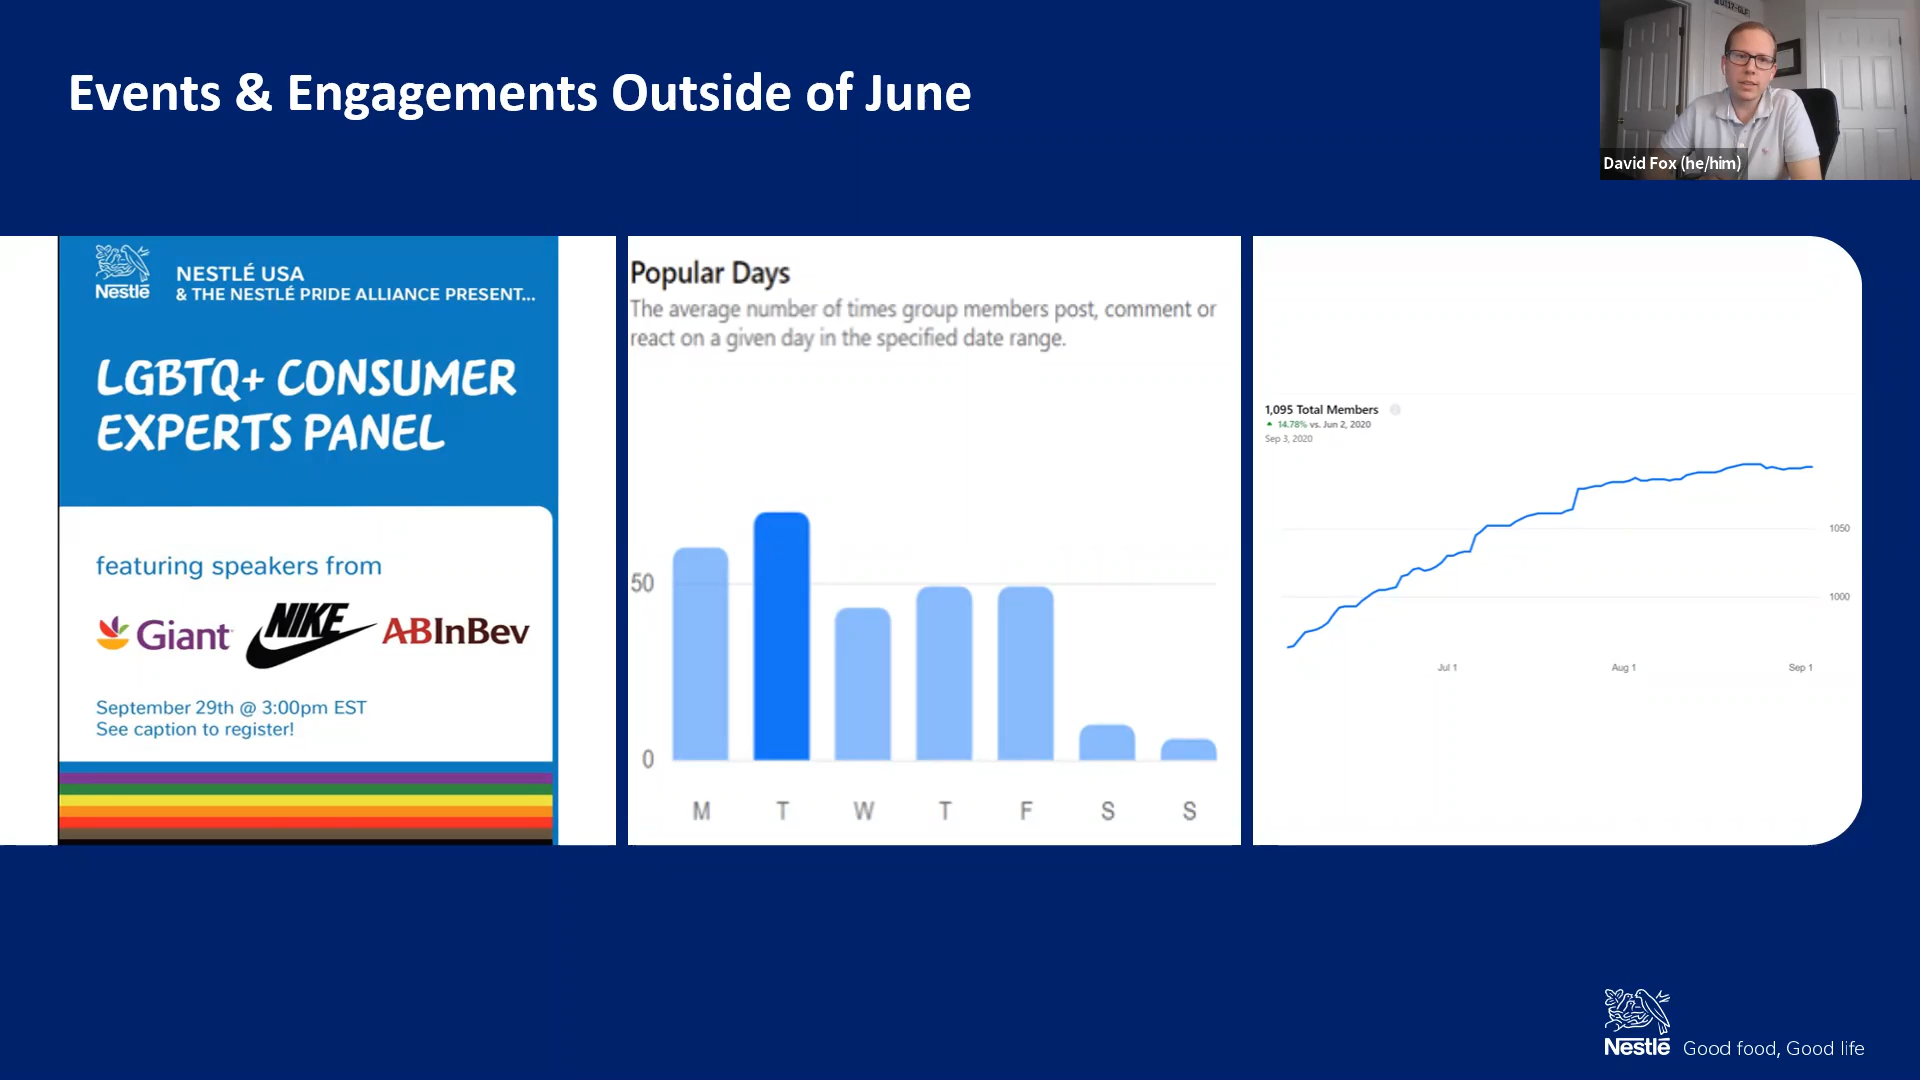 Events & Engagements Outside of June
David Fox (he/him)
Nestlé
NESTLÉ USA
& THE NESTLÉ PRIDE ALLIANCE PRESENT...
LGBTQ+ CONSUMER
EXPERTS PANEL
featuring speakers from
Giant
NIKE
ABInBev
September 29th @ 3:00pm EST
See caption to register!
Popular Days
The average number of times group members post, comment or
react on a given day in the specified date range.
50
0
M T W T F S S
1,095 Total Members
14.78% vs. Jun 2, 2020
Sep 3, 2020
1050
1000
Jul 1 Aug 1 Sep 1
Nestlé Good food, Good life